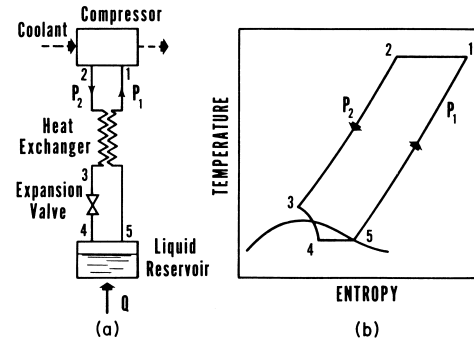 Compressor
Coolant
2 1
P2 P1
Heat
Exchanger
3
Expansion
Valve
4 5
Liquid
Reservoir
Q
(a)
TEMPERATURE
2 1
P2
P1
3
4 5
ENTROPY
(b)